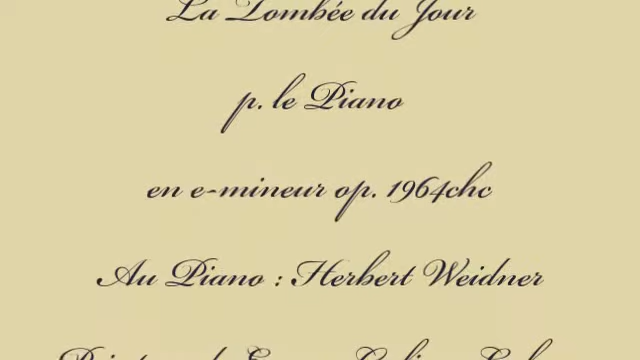 La Tombée du Jour
p. le Piano
en e-mineur op. 1964chc
Au Piano : Herbert Weidner